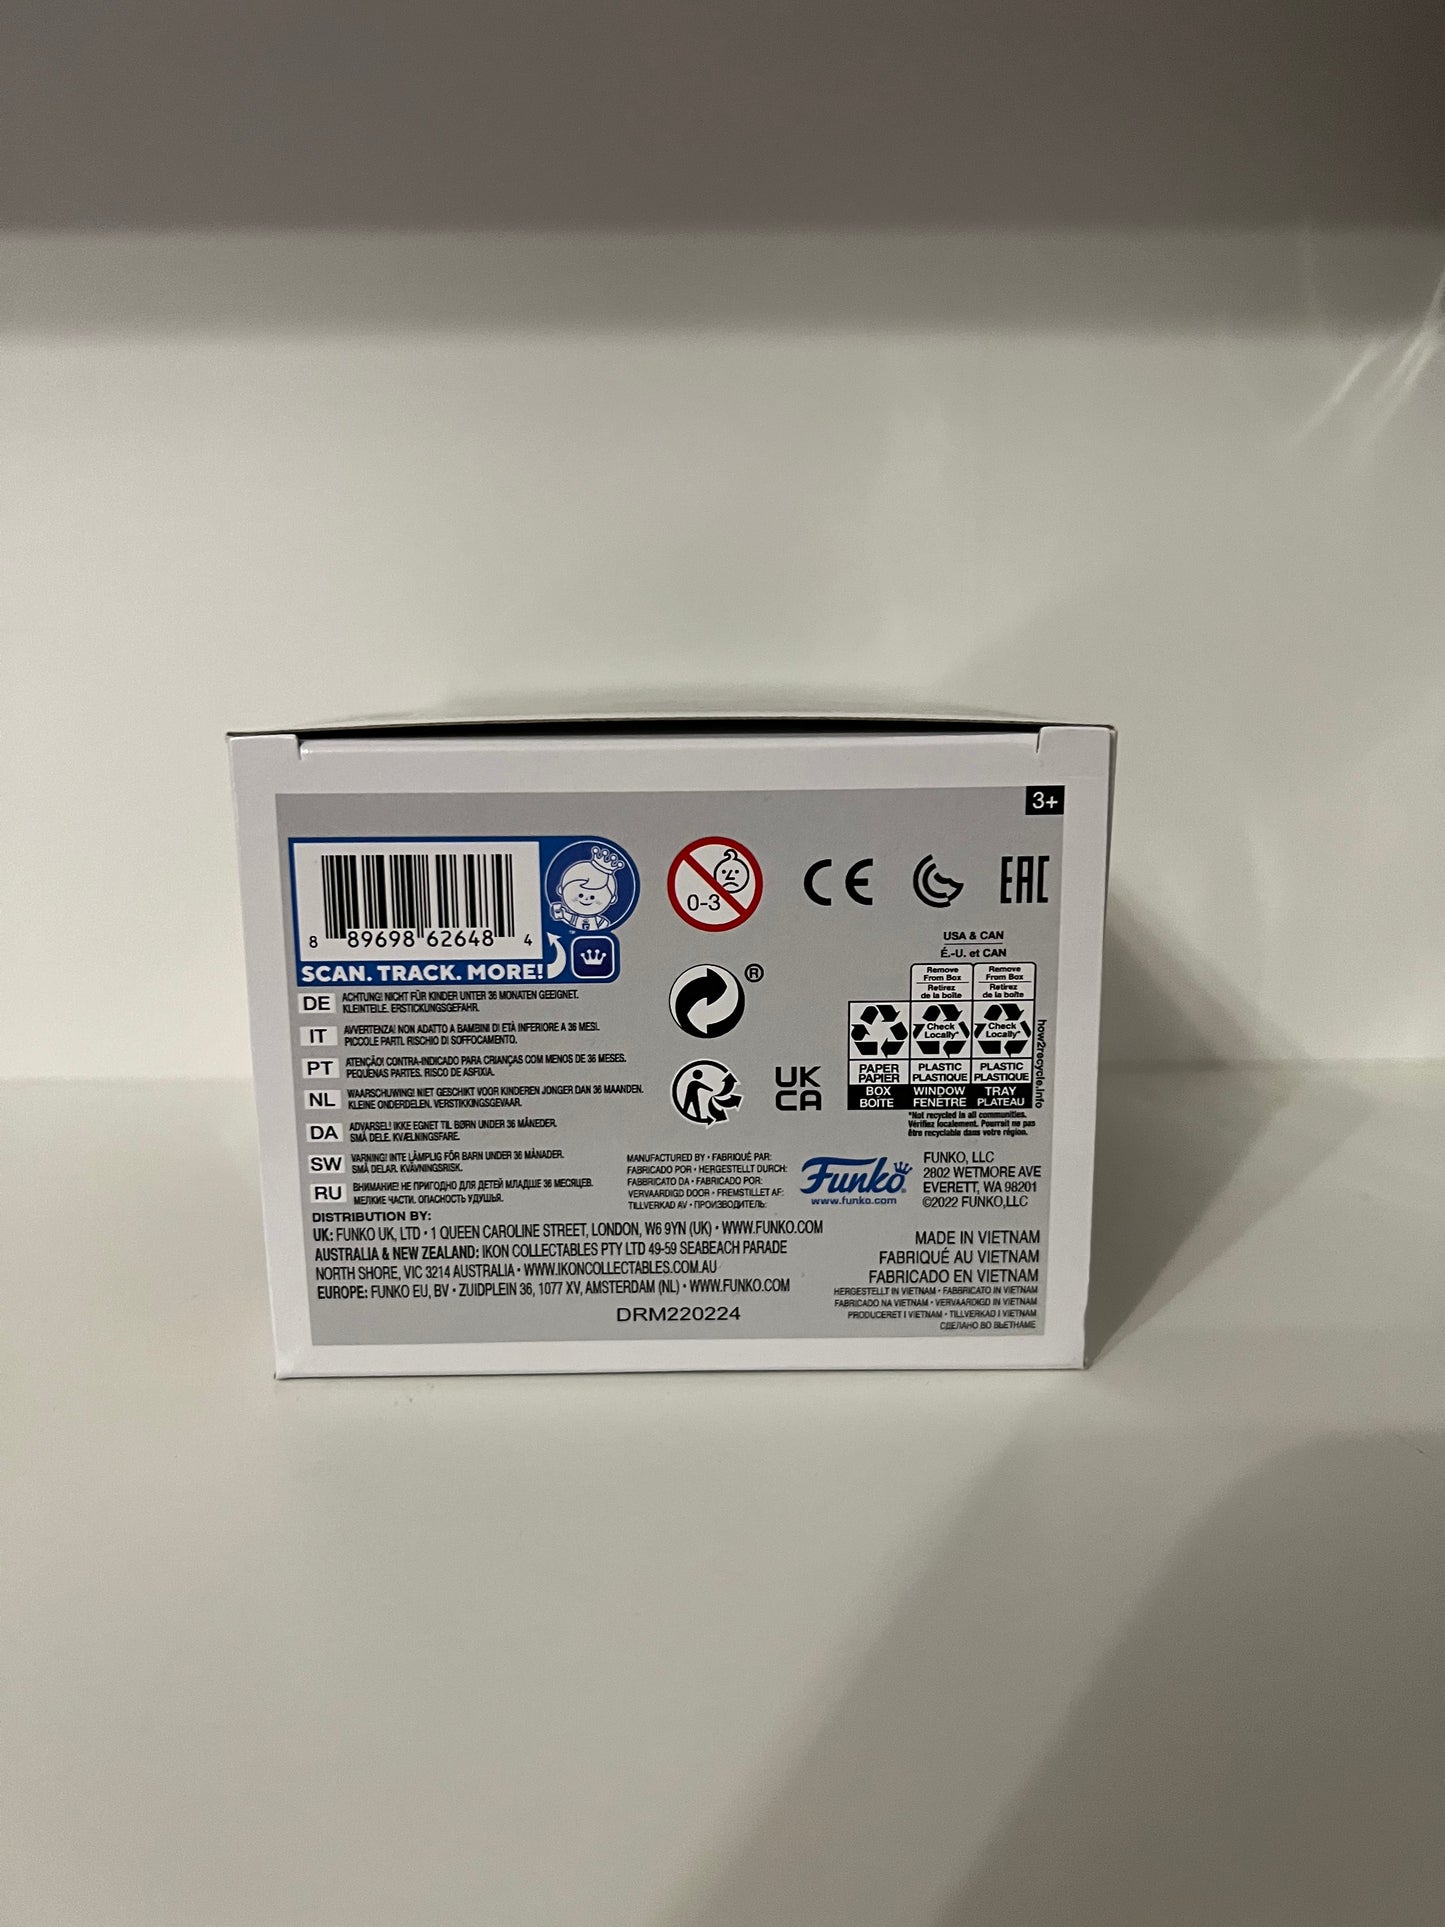 3+
8 89698 62648 4
SCAN. TRACK. MORE!
™
0-3
CE
EAC
®
UK
CA
USA & CAN
É.-U. et CAN
Remove
From Box
Retirez
de la boîte
Remove
From Box
Retirez
de la boîte
Check
Locally*
Check
Locally*
PAPER
PAPIER
BOX
BOÎTE
PLASTIC
PLASTIQUE
WINDOW
FENÊTRE
PLASTIC
PLASTIQUE
TRAY
PLATEAU
how2recycle.info
*Not recycled in all communities.
Vérifiez localement. Pourrait ne pas
être recyclable dans votre région.
DE ACHTUNG! NICHT FÜR KINDER UNTER 36 MONATEN GEEIGNET.
KLEINTEILE. ERSTICKUNGSGEFAHR.
IT AVVERTENZA! NON ADATTO A BAMBINI DI ETÀ INFERIORE A 36 MESI.
PICCOLE PARTI. RISCHIO DI SOFFOCAMENTO.
PT ATENÇÃO! CONTRA-INDICADO PARA CRIANÇAS COM MENOS DE 36 MESES.
PEQUENAS PARTES. RISCO DE ASFIXIA.
NL WAARSCHUWING! NIET GESCHIKT VOOR KINDEREN JONGER DAN 36 MAANDEN.
KLEINE ONDERDELEN. VERSTIKKINGSGEVAAR.
DA ADVARSEL! IKKE EGNET TIL BØRN UNDER 36 MÅNEDER.
SMÅ DELE. KVÆLNINGSFARE.
SW VARNING! INTE LÄMPLIG FÖR BARN UNDER 36 MÅNADER.
SMÅ DELAR. KVÄVNINGSRISK.
RU ВНИМАНИЕ! НЕ ПРИГОДНО ДЛЯ ДЕТЕЙ МЛАДШЕ 36 МЕСЯЦЕВ.
МЕЛКИЕ ЧАСТИ. ОПАСНОСТЬ УДУШЬЯ.
MANUFACTURED BY • FABRIQUÉ PAR:
FABRICADO POR • HERGESTELLT DURCH:
FABBRICATO DA • FABRICADO POR:
VERVAARDIGD DOOR • FREMSTILLET AF:
TILLVERKAD AV • ПРОИЗВОДИТЕЛЬ:
Funko
www.funko.com
FUNKO, LLC
2802 WETMORE AVE
EVERETT, WA 98201
©2022 FUNKO,LLC
DISTRIBUTION BY:
UK: FUNKO UK, LTD • 1 QUEEN CAROLINE STREET, LONDON, W6 9YN (UK) • WWW.FUNKO.COM
AUSTRALIA & NEW ZEALAND: IKON COLLECTABLES PTY LTD 49-59 SEABEACH PARADE
NORTH SHORE, VIC 3214 AUSTRALIA • WWW.IKONCOLLECTABLES.COM.AU
EUROPE: FUNKO EU, BV • ZUIDPLEIN 36, 1077 XV, AMSTERDAM (NL) • WWW.FUNKO.COM
DRM220224
MADE IN VIETNAM
FABRIQUÉ AU VIETNAM
FABRICADO EN VIETNAM
HERGESTELLT IN VIETNAM • FABBRICATO IN VIETNAM
FABRICADO NA VIETNAM • VERVAARDIGD IN VIETNAM
PRODUCERET I VIETNAM • TILLVERKAD I VIETNAM
СДЕЛАНО ВО ВЬЕТНАМЕ